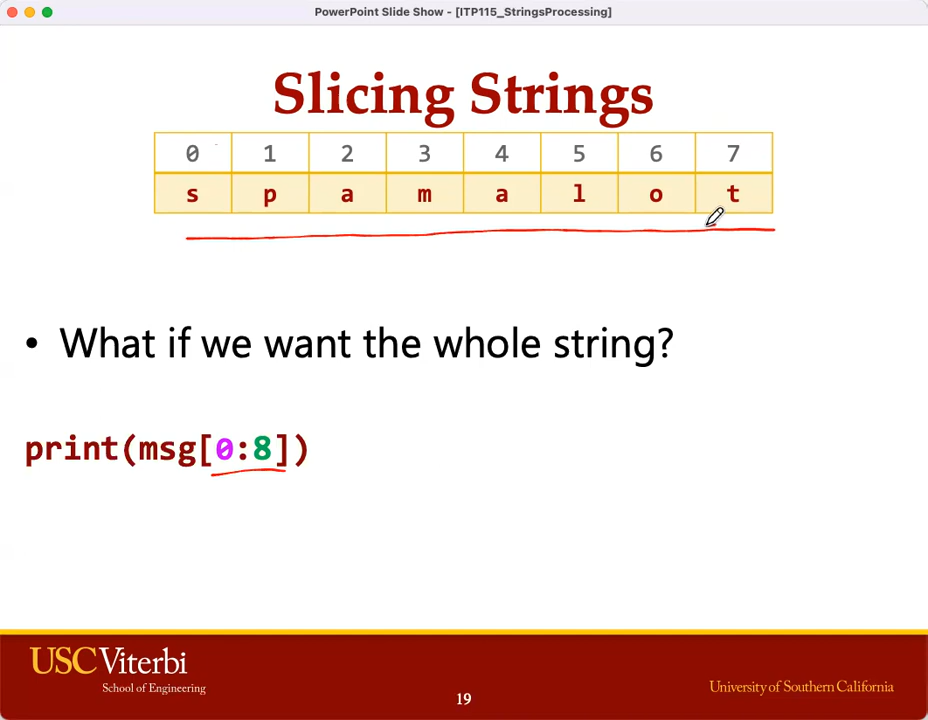 PowerPoint Slide Show - [ITP115_StringsProcessing]
Slicing Strings
0 1 2 3 4 5 6 7
s p a m a l o t
• What if we want the whole string?
print(msg[0:8])
USC Viterbi
School of Engineering
19
University of Southern California